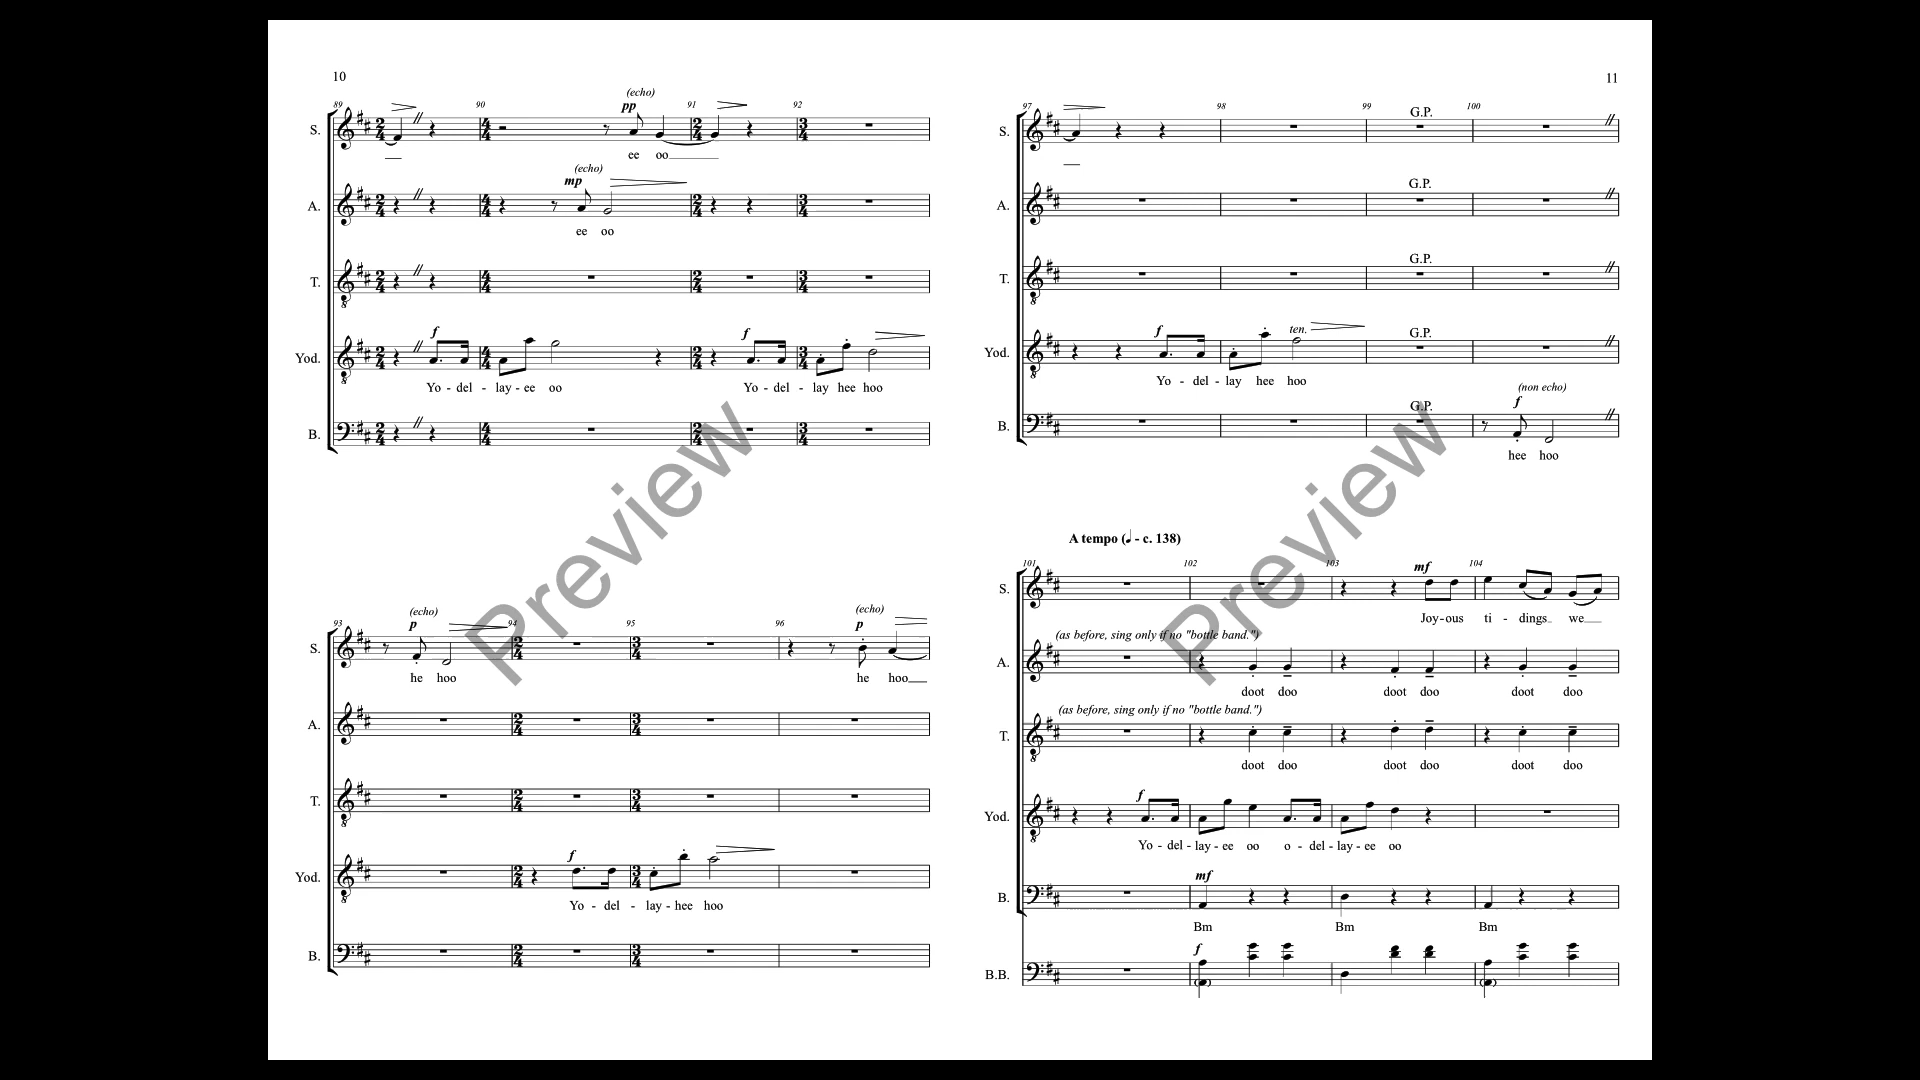 10
89 90 (echo) 91 92
pp
S.
ee oo
(echo)
mp
A.
ee oo
T.
f f
Yod.
Yo - del - lay - ee oo Yo - del - lay hee hoo
B.
93 (echo) 94 95 96 (echo)
p p
S.
he hoo he hoo
A.
T.
f
Yod.
Yo - del - lay - hee hoo
B.
Preview
11
97 98 99 G.P. 100
S.
G.P.
A.
G.P.
T.
f ten. G.P.
Yod.
Yo - del - lay hee hoo
(non echo)
G.P. f
B.
hee hoo
A tempo (♩ - c. 138)
101 102 103 mf 104
S.
Joy - ous ti - dings we
(as before, sing only if no "bottle band.")
A.
doot doo doot doo doot doo
(as before, sing only if no "bottle band.")
T.
doot doo doot doo doot doo
f
Yod.
Yo - del - lay - ee oo o - del - lay - ee oo
mf
B.
Bm Bm Bm
f
B.B.
Preview